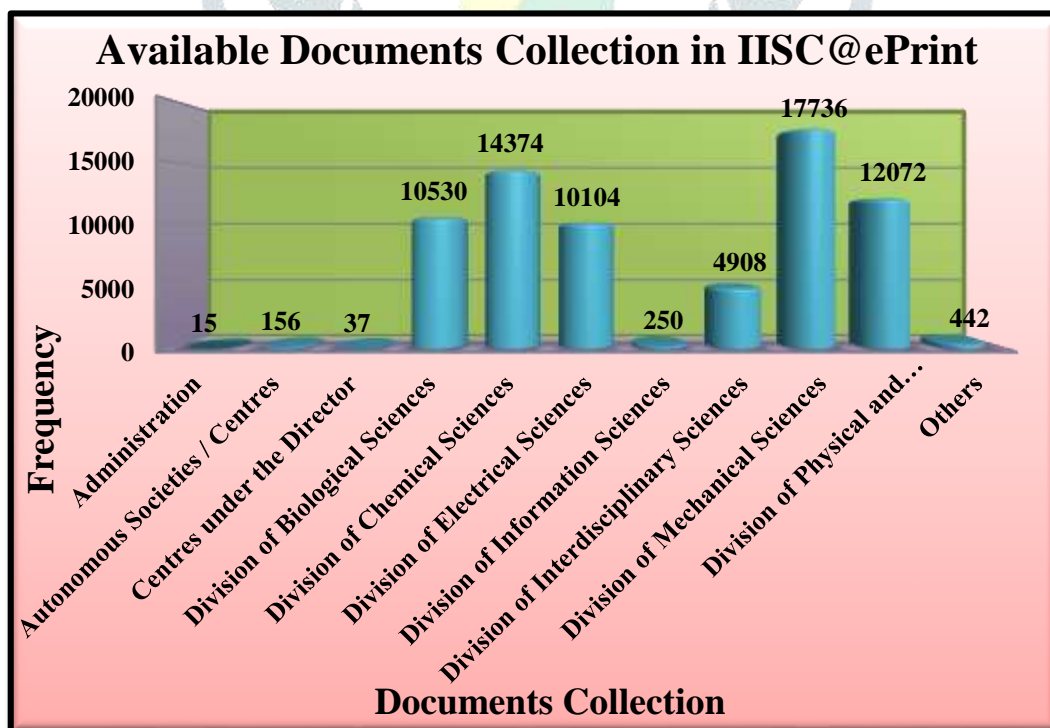 Available Documents Collection in IISC@ePrint
20000
15000
10000
5000
0
15
156
37
10530
14374
10104
250
4908
17736
12072
442
Frequency
Administration
Autonomous Societies / Centres
Centres under the Director
Division of Biological Sciences
Division of Chemical Sciences
Division of Electrical Sciences
Division of Information Sciences
Division of Interdisciplinary Sciences
Division of Mechanical Sciences
Division of Physical and…
Others
Documents Collection